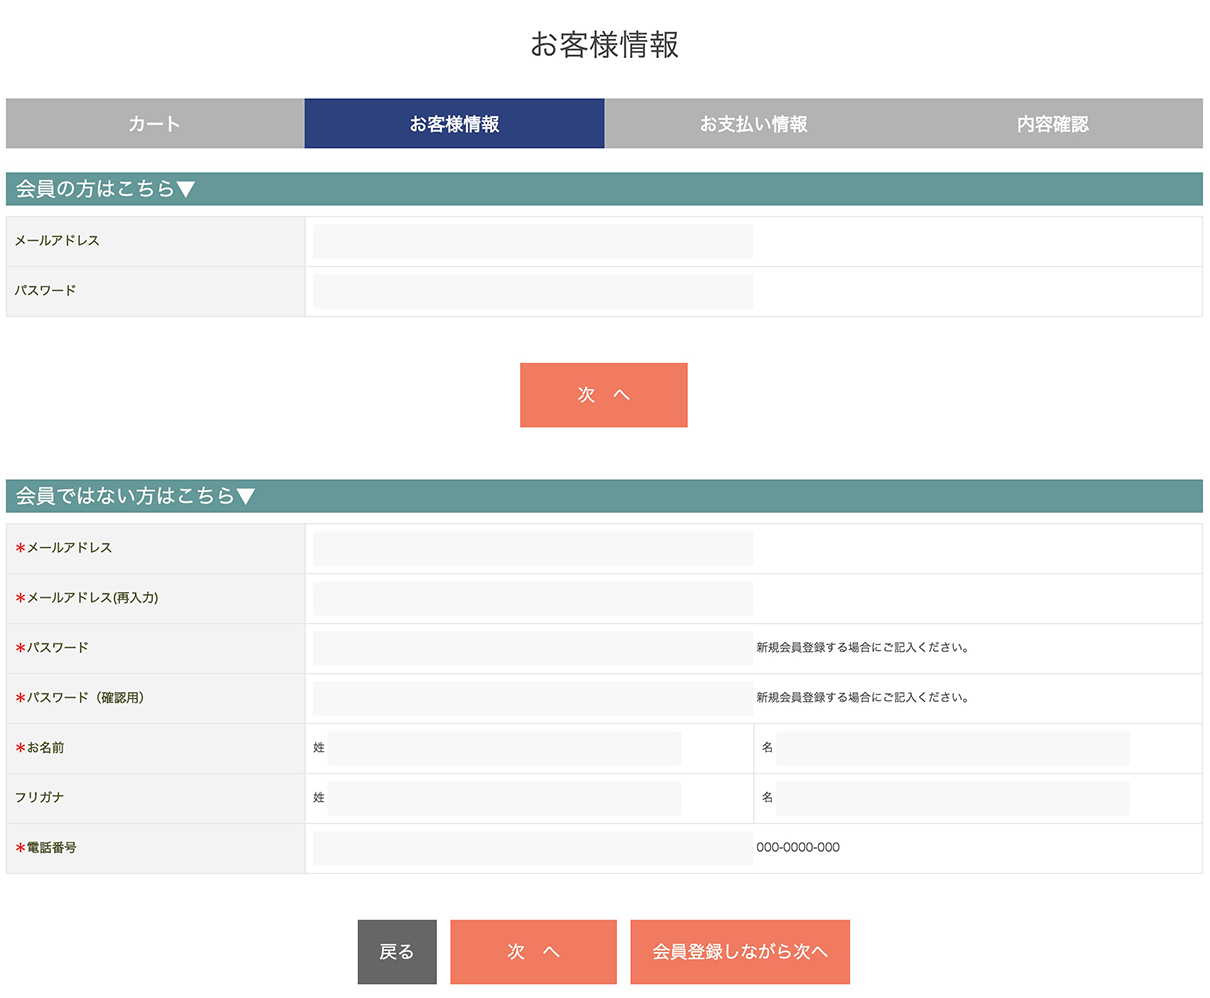 お客様情報
カート お客様情報 お支払い情報 内容確認
会員の方はこちら▼
メールアドレス
パスワード
次　へ
会員ではない方はこちら▼
＊メールアドレス
＊メールアドレス(再入力)
＊パスワード 新規会員登録する場合にご記入ください。
＊パスワード（確認用） 新規会員登録する場合にご記入ください。
＊お名前 姓 名
フリガナ 姓 名
＊電話番号 000-0000-000
戻る 次　へ 会員登録しながら次へ